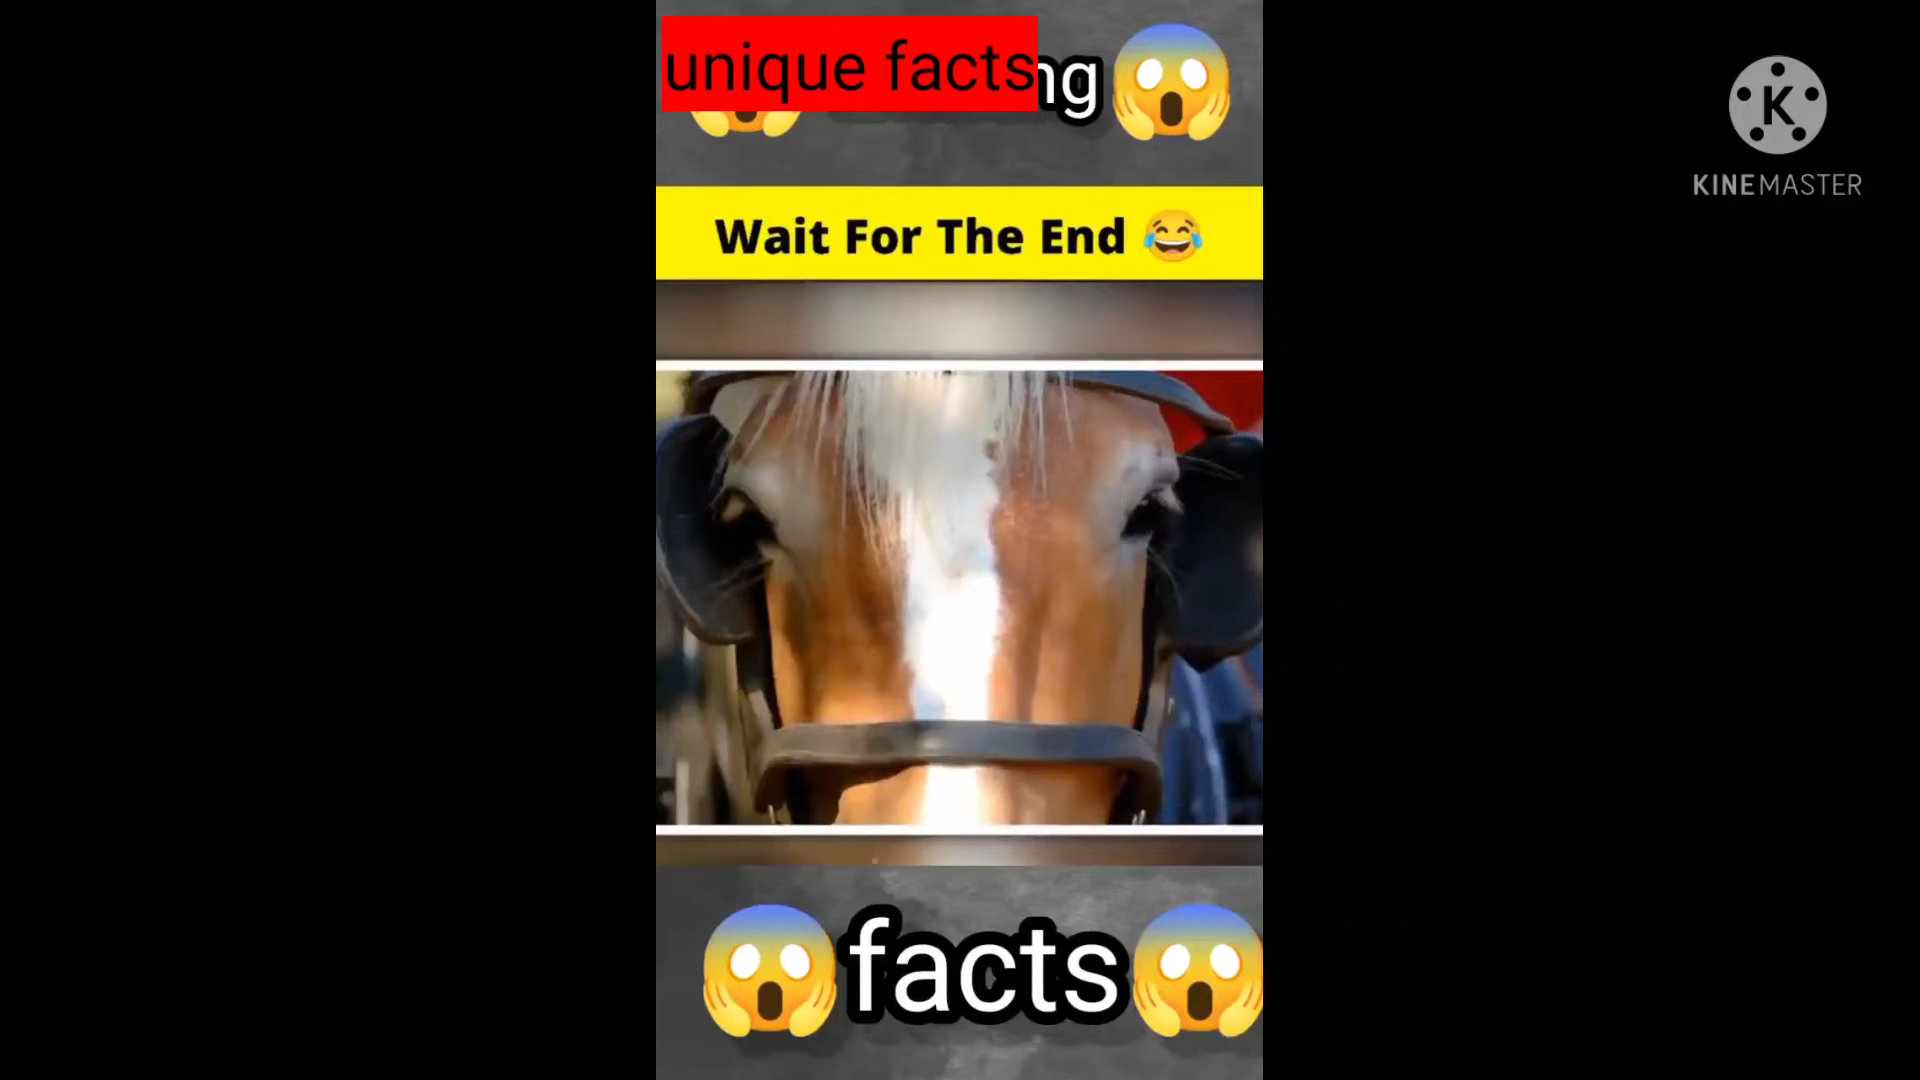 unique facts
KINEMASTER
Wait For The End 😂
😱facts😱